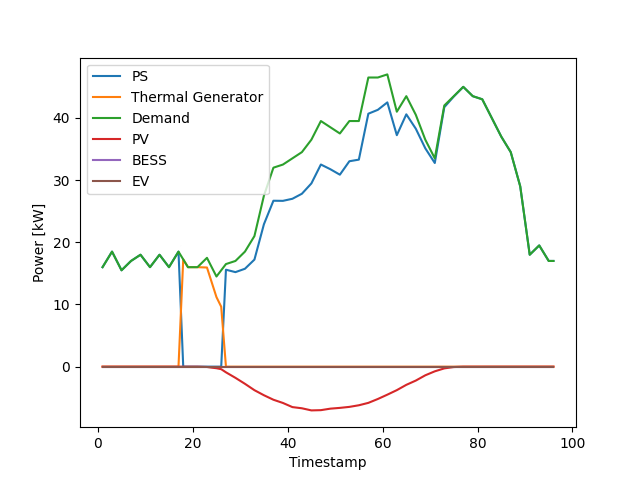 PS
Thermal Generator
Demand
PV
BESS
EV
Power [kW]
40
30
20
10
0
0 20 40 60 80 100
Timestamp